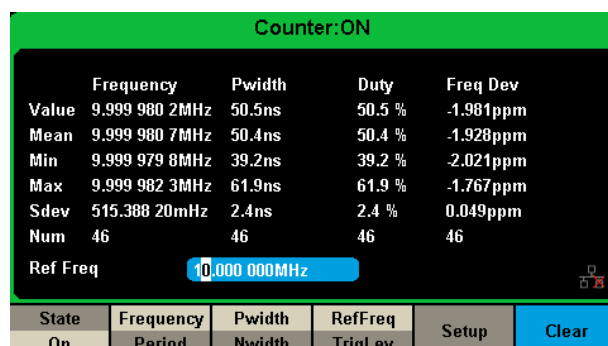 Counter:ON
Frequency Pwidth Duty Freq Dev
Value 9.999 980 2MHz 50.5ns 50.5 % -1.981ppm
Mean 9.999 980 7MHz 50.4ns 50.4 % -1.928ppm
Min 9.999 979 8MHz 39.2ns 39.2 % -2.021ppm
Max 9.999 982 3MHz 61.9ns 61.9 % -1.767ppm
Sdev 515.388 20mHz 2.4ns 2.4 % 0.049ppm
Num 46 46 46 46
Ref Freq 10.000 000MHz
State Frequency Pwidth RefFreq Setup Clear
On Period Nwidth TrigLev